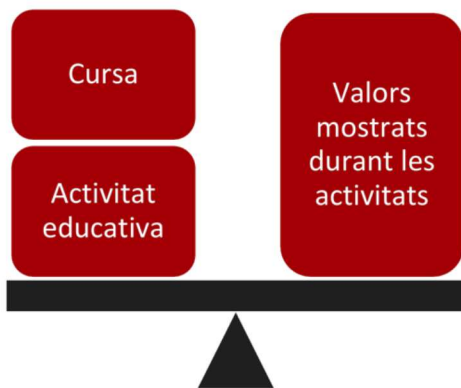 Cursa
Activitat
educativa
Valors
mostrats
durant les
activitats